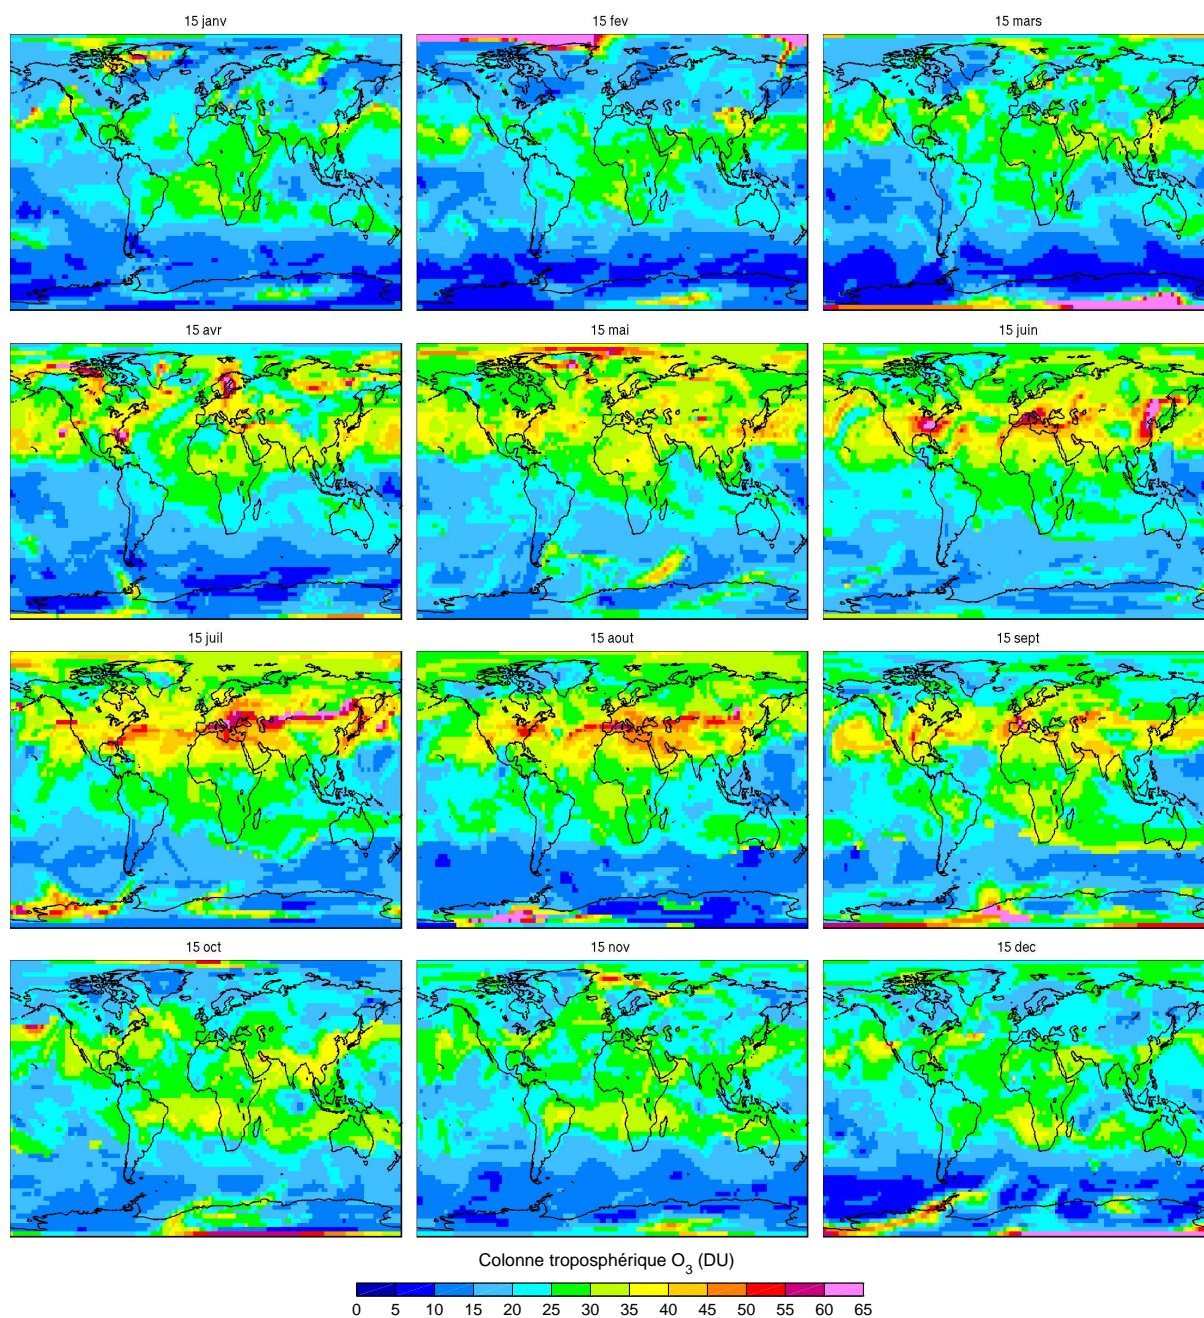 15 janv 15 fev 15 mars
15 avr 15 mai 15 juin
15 juil 15 aout 15 sept
15 oct 15 nov 15 dec
Colonne troposphérique O3 (DU)
0 5 10 15 20 25 30 35 40 45 50 55 60 65